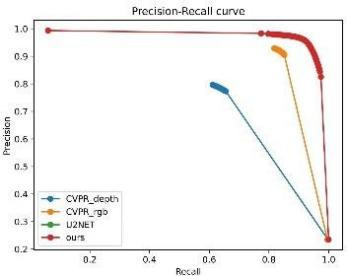 Precision-Recall curve
1.0
0.9
0.8
0.7
0.6
0.5
0.4
0.3
0.2
Precision
CVPR_depth
CVPR_rgb
U2NET
ours
0.2 0.4 0.6 0.8 1.0
Recall